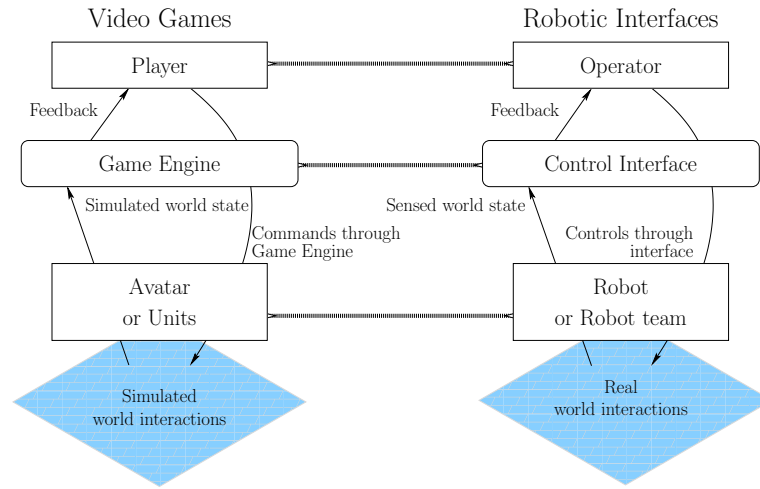 Video Games
Robotic Interfaces
Player
Operator
Feedback
Feedback
Game Engine
Control Interface
Simulated world state
Sensed world state
Commands through
Game Engine
Controls through
interface
Avatar
or Units
Robot
or Robot team
Simulated
world interactions
Real
world interactions